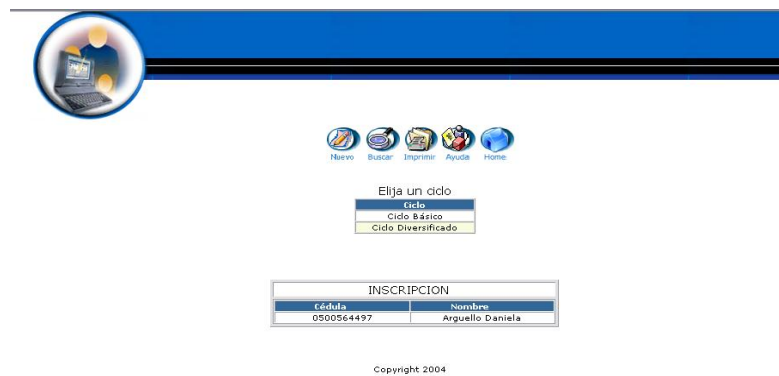 Nuevo Buscar Imprimir Ayuda Home
Elija un ciclo
Ciclo
Ciclo Básico
Ciclo Diversificado
INSCRIPCION
Cédula Nombre
0500564497 Arguello Daniela
Copyright 2004